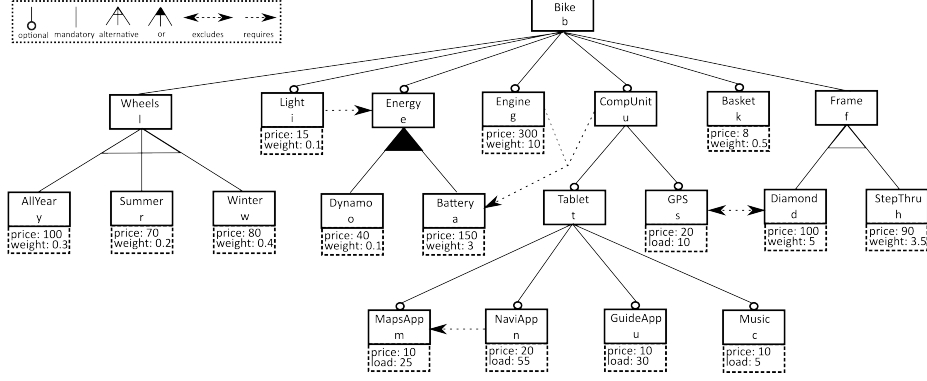 Bike
b
optional mandatory alternative or excludes requires
Wheels
l
Light
i
price: 15
weight: 0.1
Energy
e
Engine
g
price: 300
weight: 10
CompUnit
u
Basket
k
price: 8
weight: 0.5
Frame
f
AllYear
y
price: 100
weight: 0.3
Summer
r
price: 70
weight: 0.2
Winter
w
price: 80
weight: 0.4
Dynamo
o
price: 40
weight: 0.1
Battery
a
price: 150
weight: 3
Tablet
t
GPS
s
price: 20
load: 10
Diamond
d
price: 100
weight: 5
StepThru
h
price: 90
weight: 3.5
MapsApp
m
price: 10
load: 25
NaviApp
n
price: 20
load: 55
GuideApp
u
price: 10
load: 30
Music
c
price: 10
load: 5